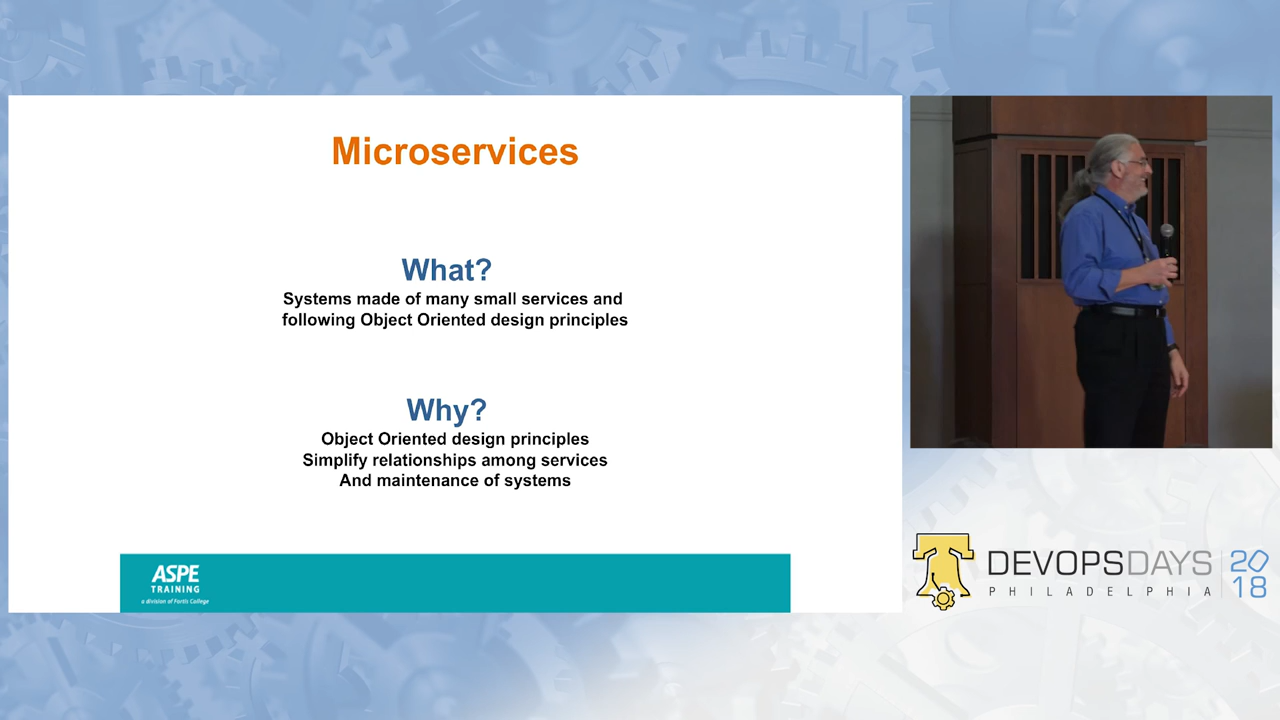 Microservices
What?
Systems made of many small services and
following Object Oriented design principles
Why?
Object Oriented design principles
Simplify relationships among services
And maintenance of systems
ASPE
TRAINING
a division of Fortis College
DEVOPSDAYS
PHILADELPHIA
20
18